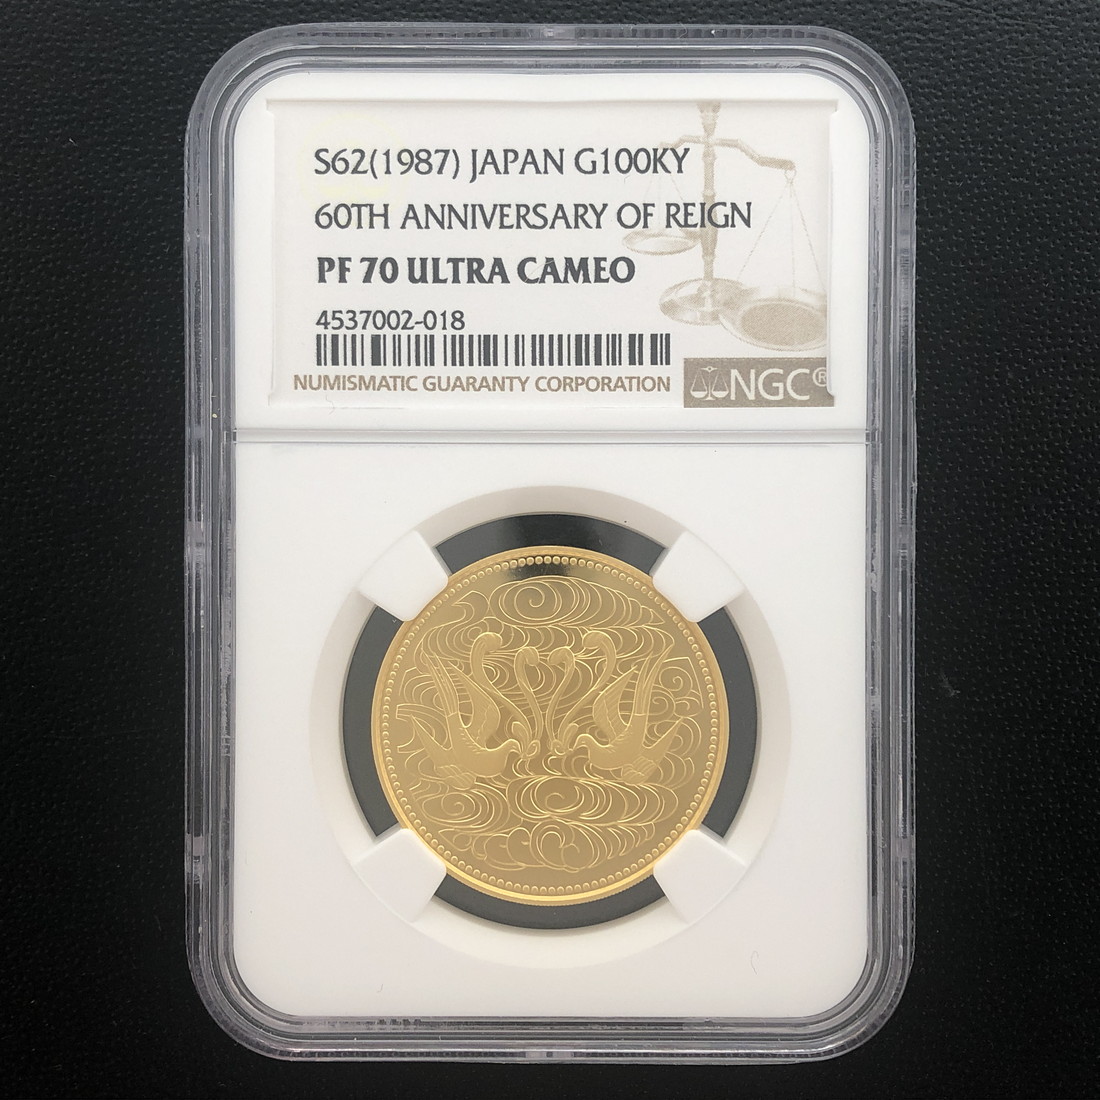 S62(1987) JAPAN G100KY
60TH ANNIVERSARY OF REIGN
PF 70 ULTRA CAMEO
4537002-018
NUMISMATIC GUARANTY CORPORATION
NGC®